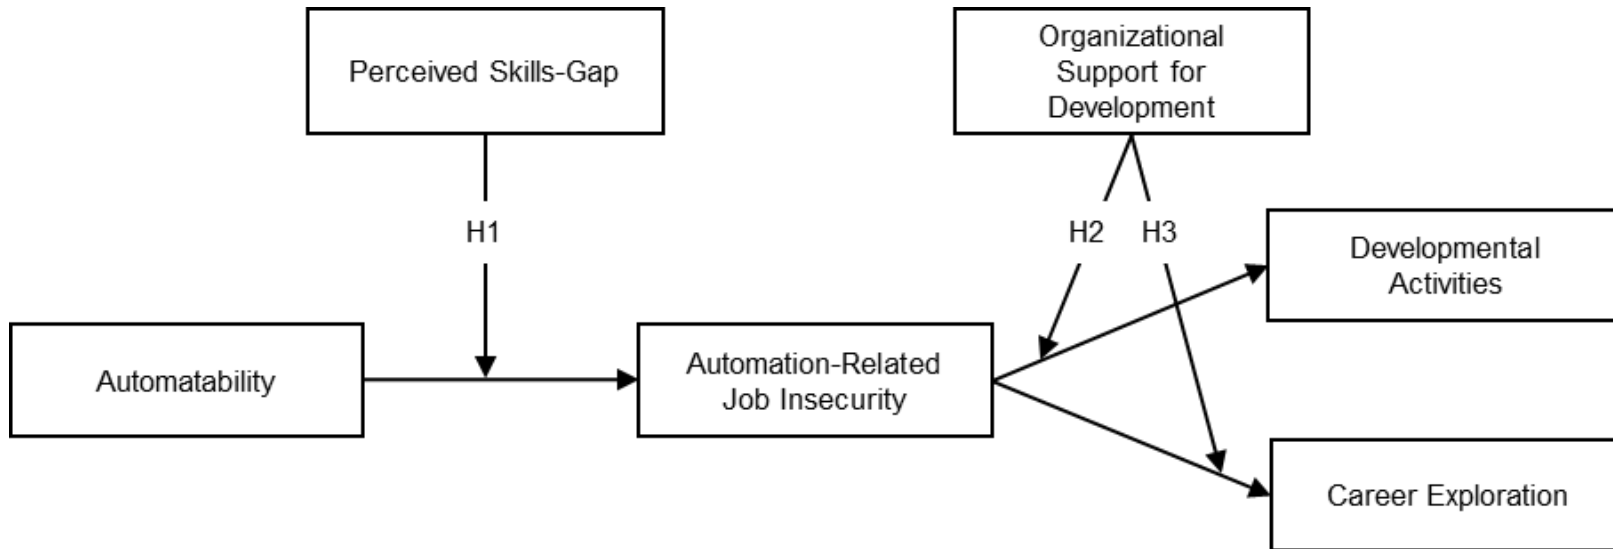 Perceived Skills-Gap
Organizational
Support for
Development
H1
H2
H3
Developmental
Activities
Automatability
Automation-Related
Job Insecurity
Career Exploration